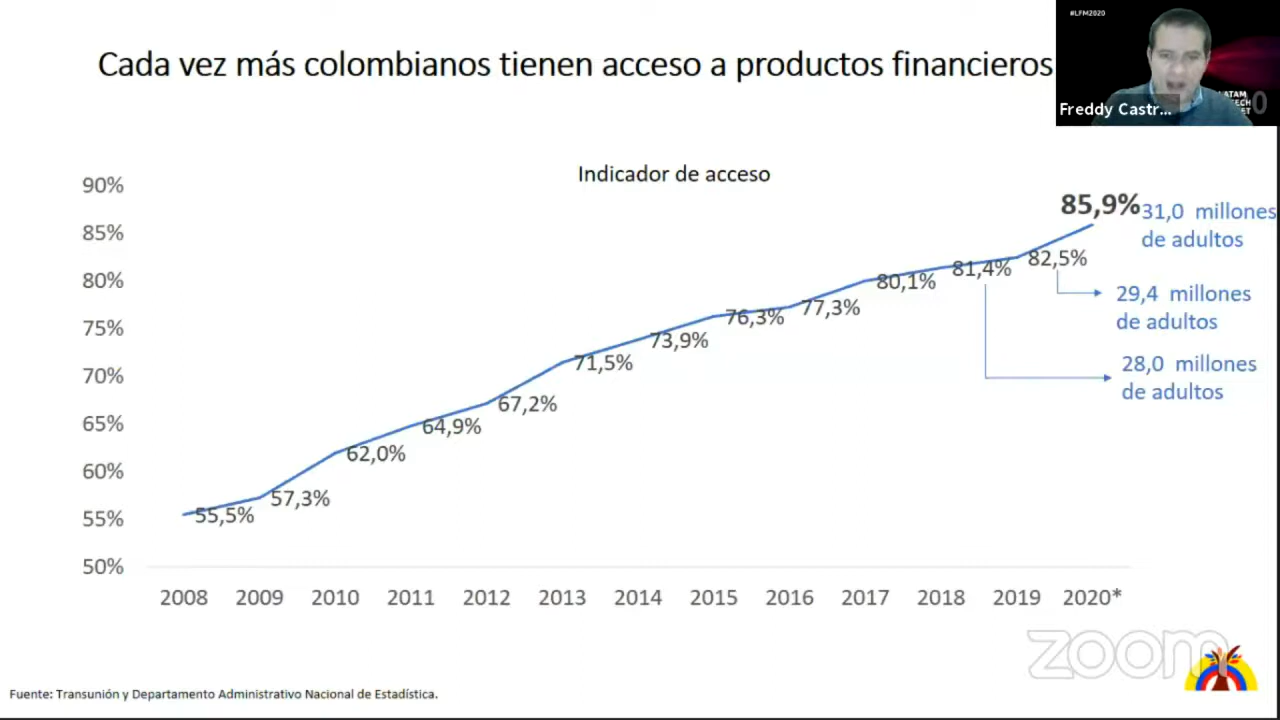 #LFM2020
Cada vez más colombianos tienen acceso a productos financieros
LATAM
Freddy Castr...
Indicador de acceso
90%
85%
80%
75%
70%
65%
60%
55%
50%
55,5%
57,3%
62,0%
64,9%
67,2%
71,5%
73,9%
76,3%
77,3%
80,1%
81,4%
82,5%
85,9%
31,0 millones
de adultos
29,4 millones
de adultos
28,0 millones
de adultos
2008 2009 2010 2011 2012 2013 2014 2015 2016 2017 2018 2019 2020*
zoom
Fuente: Transunión y Departamento Administrativo Nacional de Estadística.